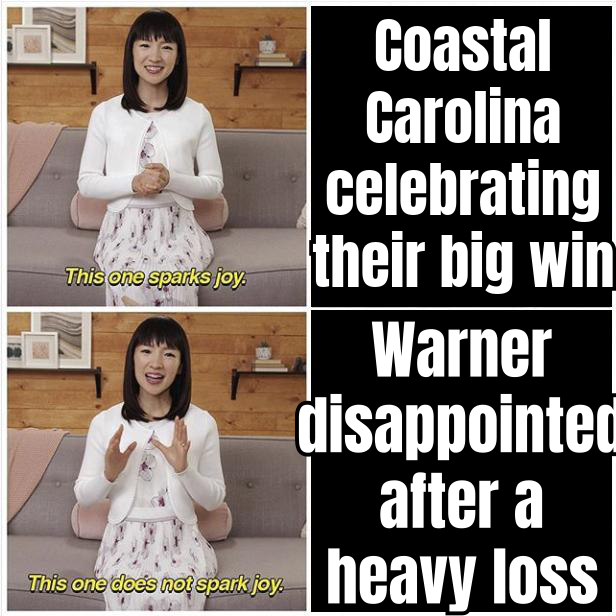 Coastal
Carolina
celebrating
their big win
This one sparks joy.
Warner
disappointed
after a
heavy loss
This one does not spark joy.